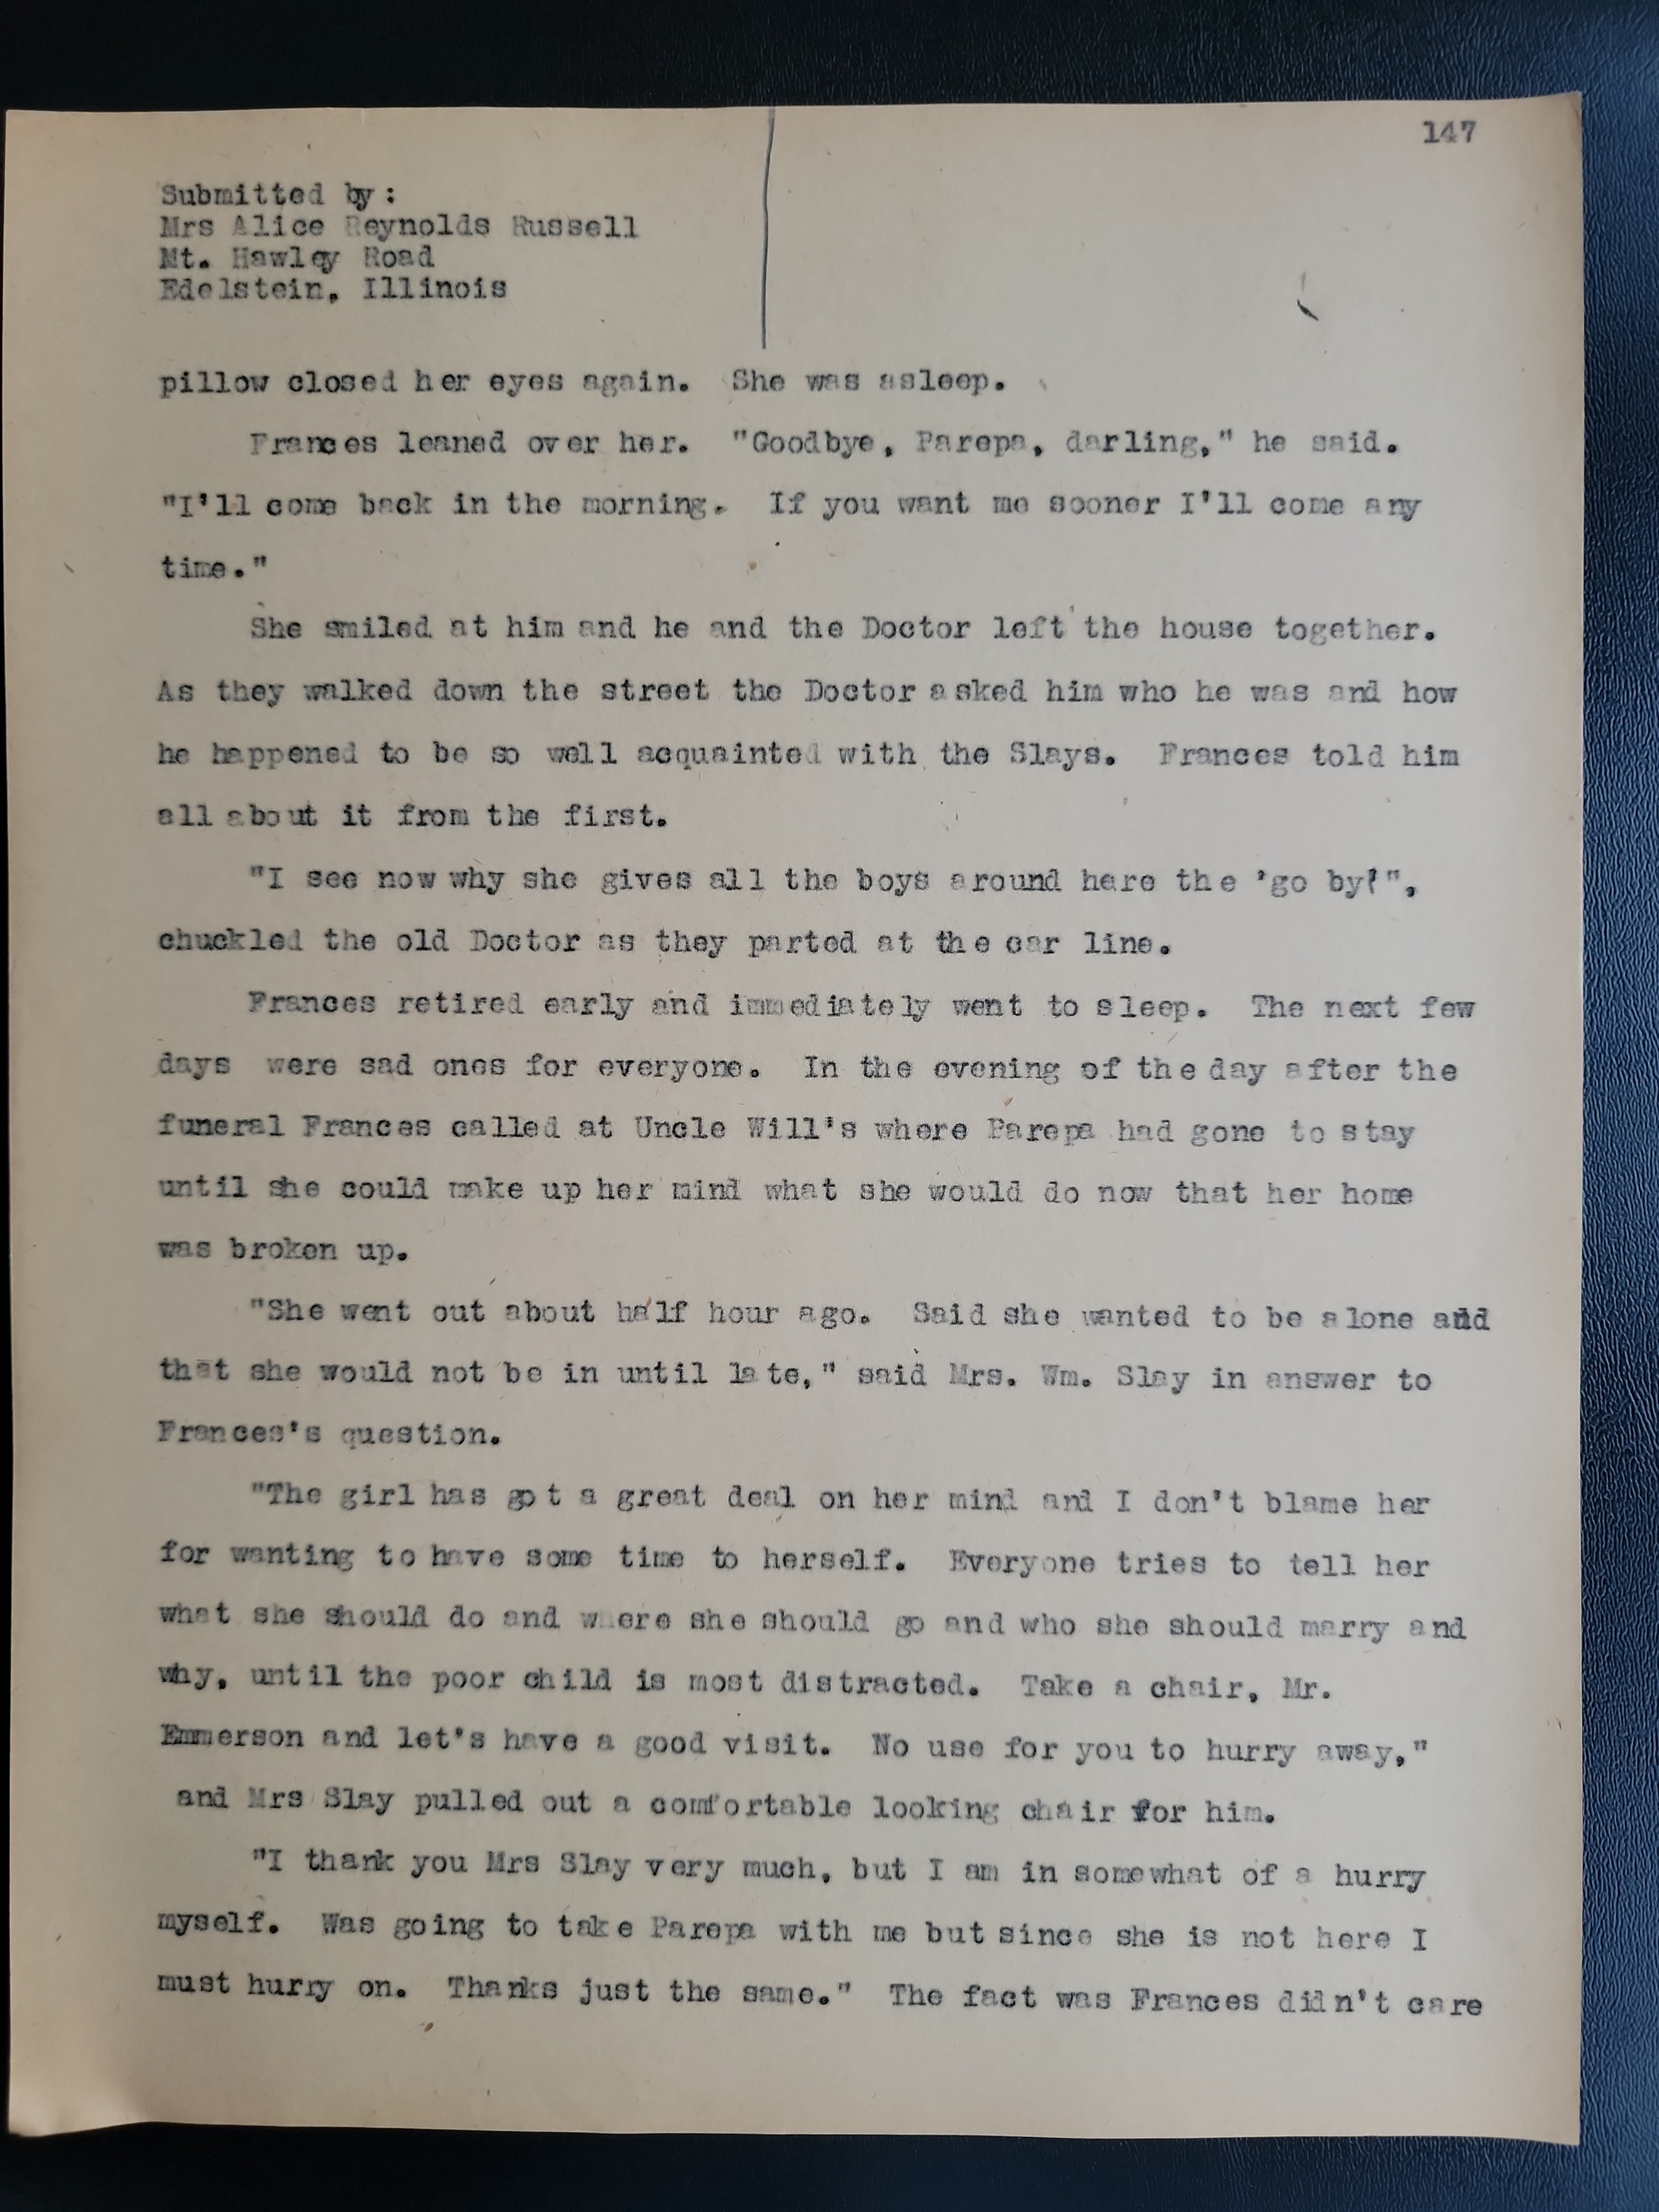 147
Submitted by:
Mrs Alice Reynolds Russell
Mt. Hawley Road
Edelstein, Illinois
pillow closed her eyes again. She was asleep.
Frances leaned over her. "Goodbye, Parepa, darling," he said.
"I'll come back in the morning. If you want me sooner I'll come any
time."
She smiled at him and he and the Doctor left the house together.
As they walked down the street the Doctor asked him who he was and how
he happened to be so well acquainted with the Slays. Frances told him
all about it from the first.
"I see now why she gives all the boys around here the 'go by'",
chuckled the old Doctor as they parted at the car line.
Frances retired early and immediately went to sleep. The next few
days were sad ones for everyone. In the evening of the day after the
funeral Frances called at Uncle Will's where Parepa had gone to stay
until she could make up her mind what she would do now that her home
was broken up.
"She went out about half hour ago. Said she wanted to be alone and
that she would not be in until late," said Mrs. Wm. Slay in answer to
Frances's question.
"The girl has got a great deal on her mind and I don't blame her
for wanting to have some time to herself. Everyone tries to tell her
what she should do and where she should go and who she should marry and
why, until the poor child is most distracted. Take a chair, Mr.
Emmerson and let's have a good visit. No use for you to hurry away,"
and Mrs Slay pulled out a comfortable looking chair for him.
"I thank you Mrs Slay very much, but I am in somewhat of a hurry
myself. Was going to take Parepa with me but since she is not here I
must hurry on. Thanks just the same." The fact was Frances didn't care